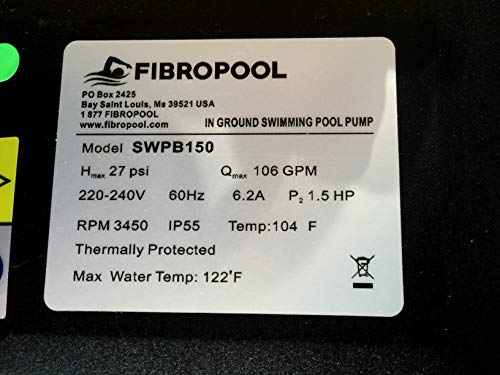 FIBROPOOL
PO Box 2425
Bay Saint Louis, Ms 39521 USA
1 877 FIBROPOOL
www.fibropool.com IN GROUND SWIMMING POOL PUMP
Model SWPB150
Hmax 27 psi Qmax 106 GPM
220-240V 60Hz 6.2A P2 1.5 HP
RPM 3450 IP55 Temp:104 F
Thermally Protected
Max Water Temp: 122°F